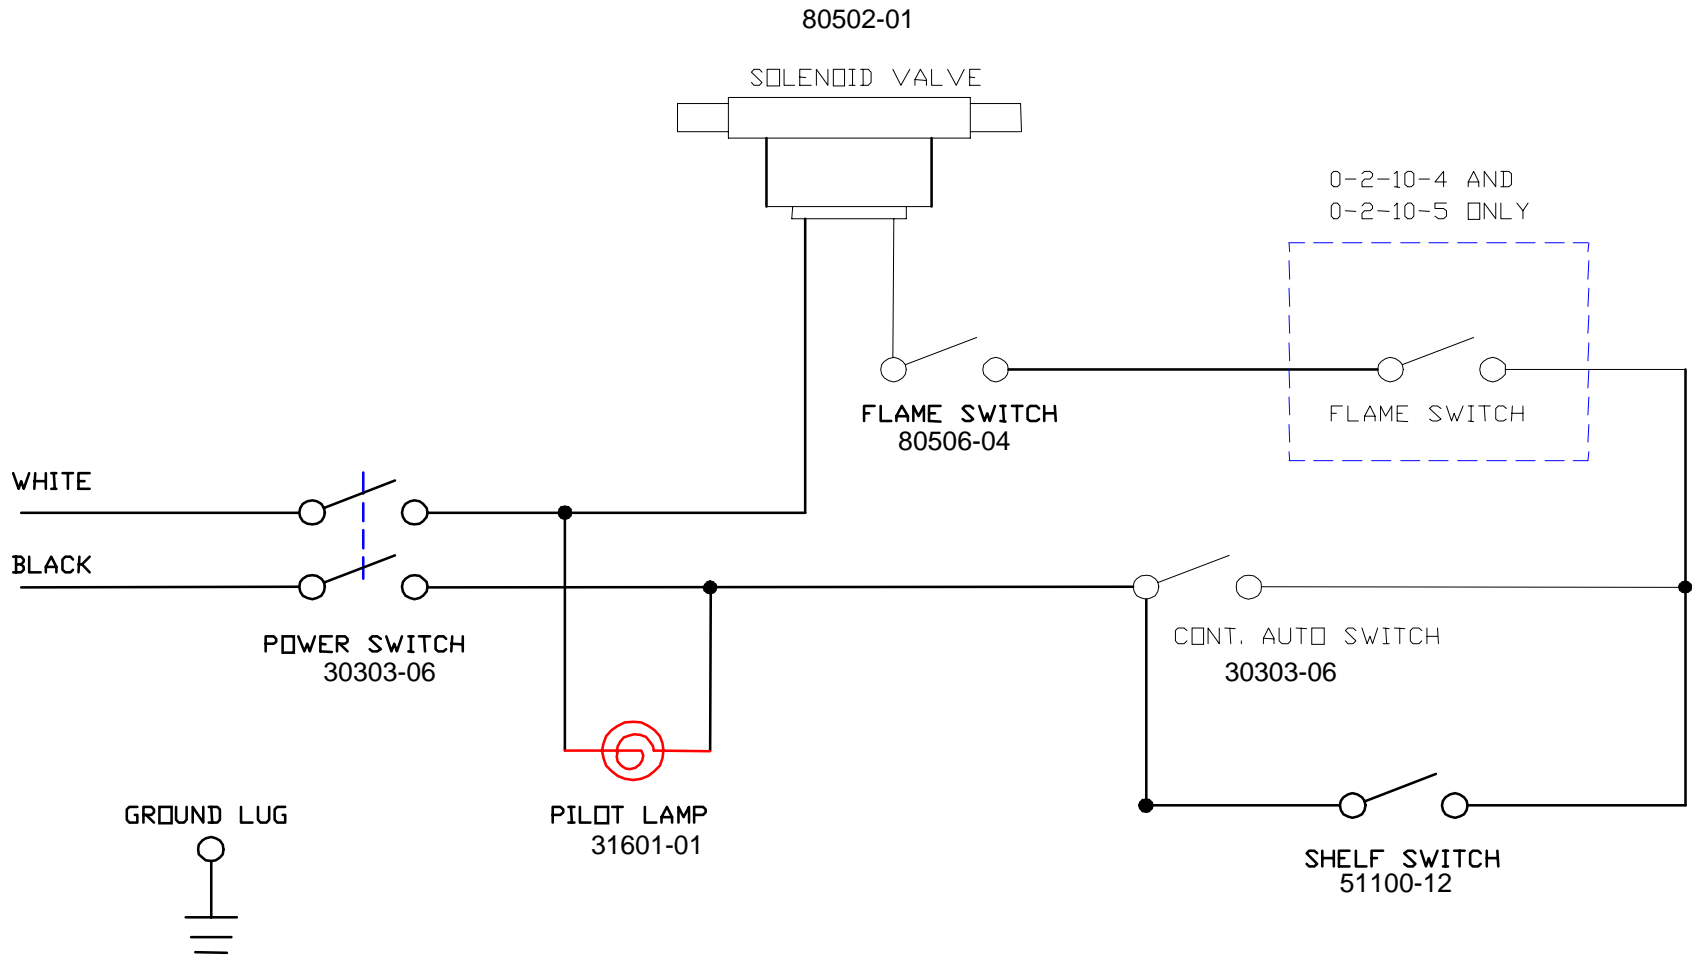 80502-01
SOLENOID VALVE
0-2-10-4 AND
0-2-10-5 ONLY
FLAME SWITCH
80506-04
FLAME SWITCH
WHITE
BLACK
POWER SWITCH
30303-06
CONT. AUTO SWITCH
30303-06
GROUND LUG
PILOT LAMP
31601-01
SHELF SWITCH
51100-12